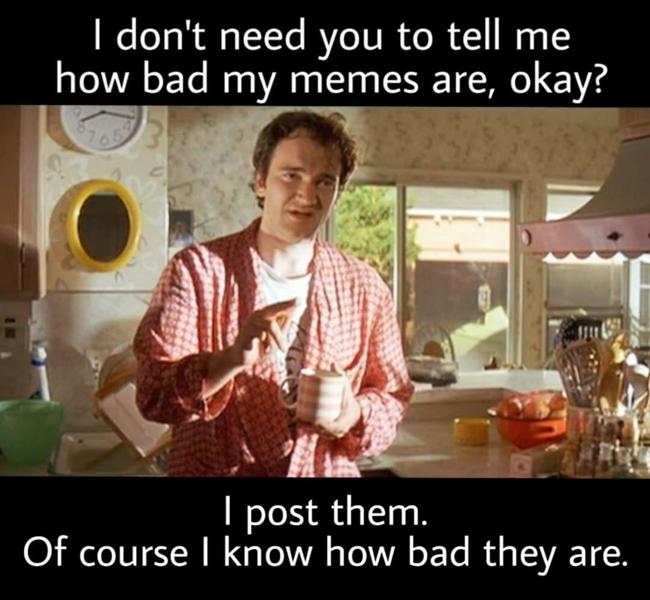 I don't need you to tell me
how bad my memes are, okay?
I post them.
Of course I know how bad they are.